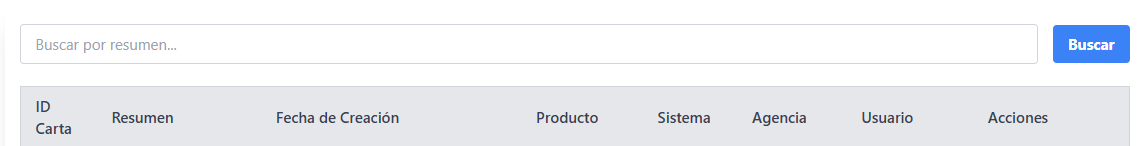 Buscar por resumen...
Buscar
ID Carta
Resumen
Fecha de Creación
Producto
Sistema
Agencia
Usuario
Acciones